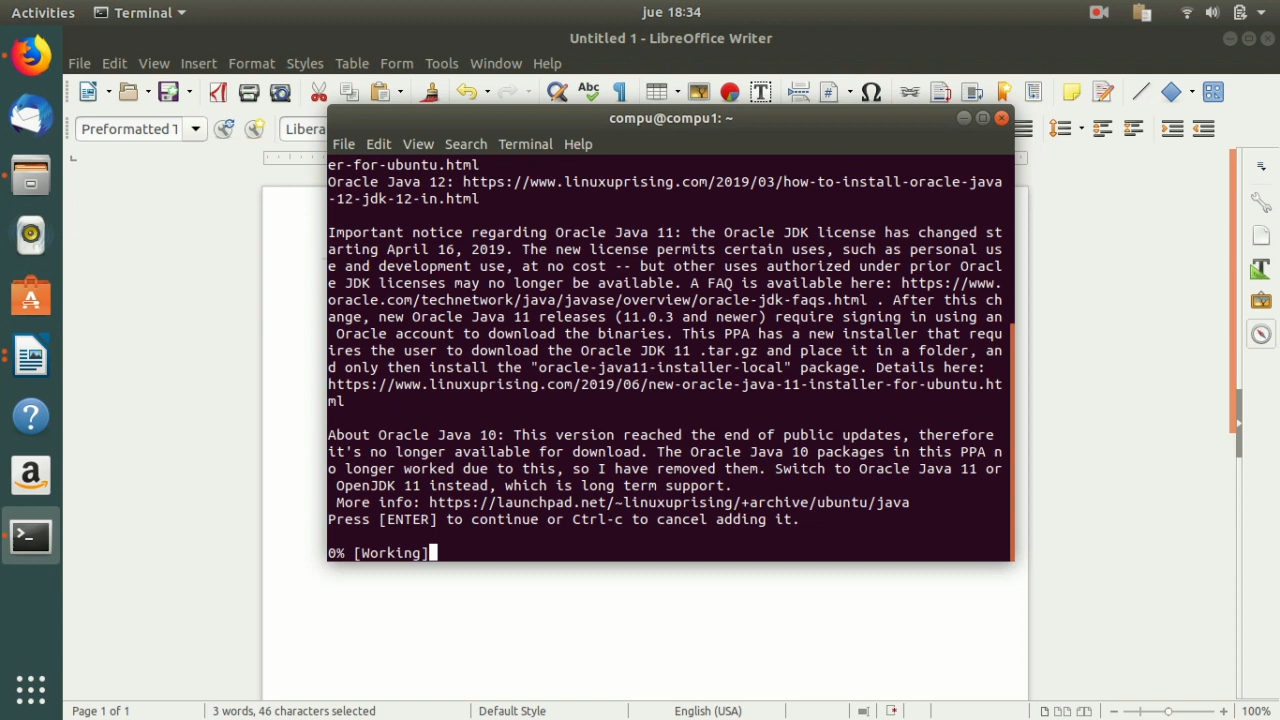 Activities Terminal jue 18:34
Untitled 1 - LibreOffice Writer
File Edit View Insert Format Styles Table Form Tools Window Help
Abc
Preformatted T Libera
compu@compu1: ~
File Edit View Search Terminal Help
er-for-ubuntu.html
Oracle Java 12: https://www.linuxuprising.com/2019/03/how-to-install-oracle-java
-12-jdk-12-in.html
Important notice regarding Oracle Java 11: the Oracle JDK license has changed st
arting April 16, 2019. The new license permits certain uses, such as personal us
e and development use, at no cost -- but other uses authorized under prior Oracl
e JDK licenses may no longer be available. A FAQ is available here: https://www.
oracle.com/technetwork/java/javase/overview/oracle-jdk-faqs.html . After this ch
ange, new Oracle Java 11 releases (11.0.3 and newer) require signing in using an
 Oracle account to download the binaries. This PPA has a new installer that requ
ires the user to download the Oracle JDK 11 .tar.gz and place it in a folder, an
d only then install the "oracle-java11-installer-local" package. Details here:
https://www.linuxuprising.com/2019/06/new-oracle-java-11-installer-for-ubuntu.ht
ml
About Oracle Java 10: This version reached the end of public updates, therefore
it's no longer available for download. The Oracle Java 10 packages in this PPA n
o longer worked due to this, so I have removed them. Switch to Oracle Java 11 or
 OpenJDK 11 instead, which is long term support.
 More info: https://launchpad.net/~linuxuprising/+archive/ubuntu/java
Press [ENTER] to continue or Ctrl-c to cancel adding it.
0% [Working]
Page 1 of 1 3 words, 46 characters selected Default Style English (USA) 100%